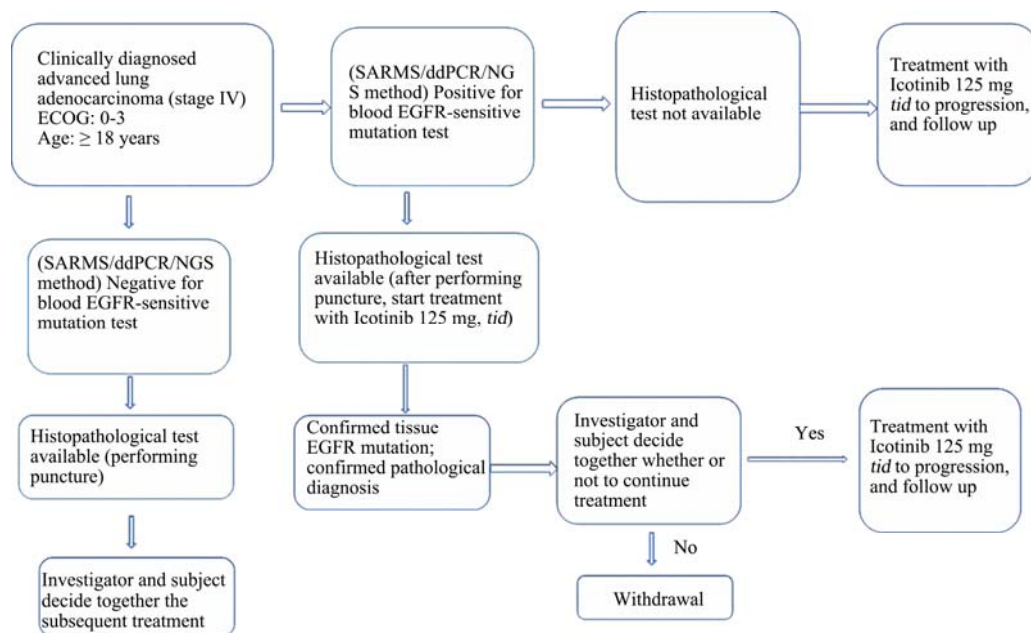 Clinically diagnosed
advanced lung
adenocarcinoma (stage IV)
ECOG: 0-3
Age: ≥ 18 years
(SARMS/ddPCR/NG
S method) Positive for
blood EGFR-sensitive
mutation test
Histopathological
test not available
Treatment with
Icotinib 125 mg
tid to progression,
and follow up
(SARMS/ddPCR/NGS
method) Negative for
blood EGFR-sensitive
mutation test
Histopathological test
available (after performing
puncture, start treatment
with Icotinib 125 mg, tid)
Histopathological test
available (performing
puncture)
Confirmed tissue
EGFR mutation;
confirmed pathological
diagnosis
Investigator and
subject decide
together whether or
not to continue
treatment
Yes
Treatment with
Icotinib 125 mg
tid to progression,
and follow up
No
Withdrawal
Investigator and subject
decide together the
subsequent treatment